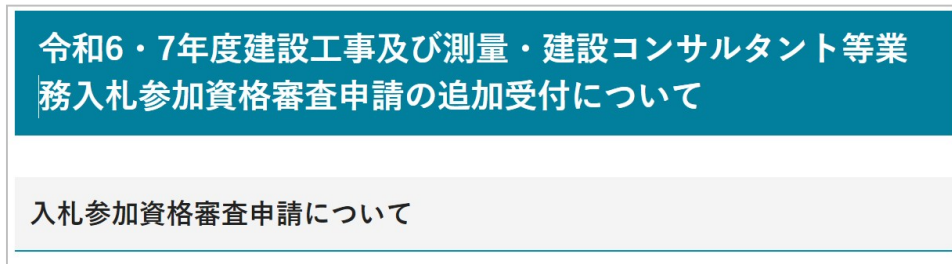 令和6・7年度建設工事及び測量・建設コンサルタント等業
務入札参加資格審査申請の追加受付について
入札参加資格審査申請について